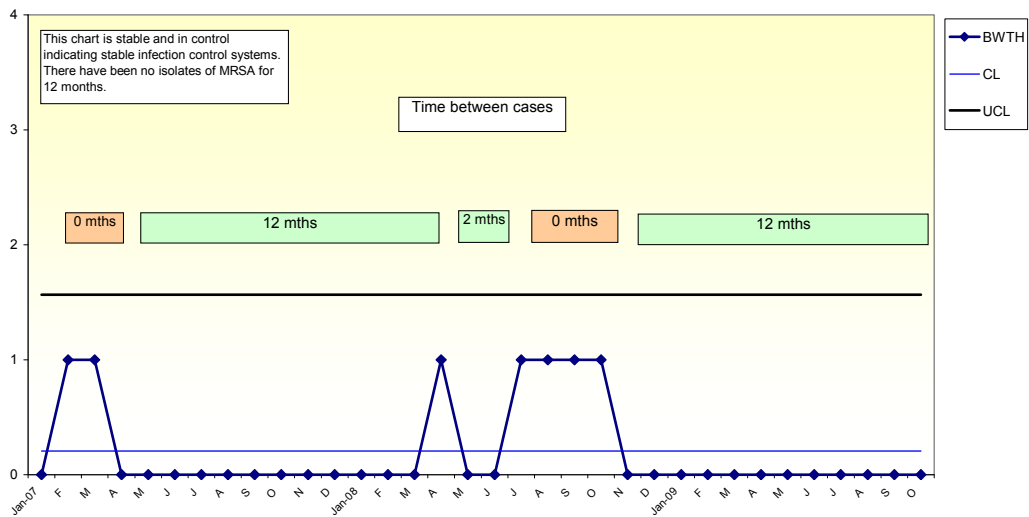 4
This chart is stable and in control
indicating stable infection control systems.
There have been no isolates of MRSA for
12 months.
BWTH
CL
UCL
Time between cases
3
0 mths
12 mths
2 mths
0 mths
12 mths
2
1
0
Jan-07 F M A M J J A S O N D Jan-08 F M A M J J A S O N D Jan-09 F M A M J J A S O